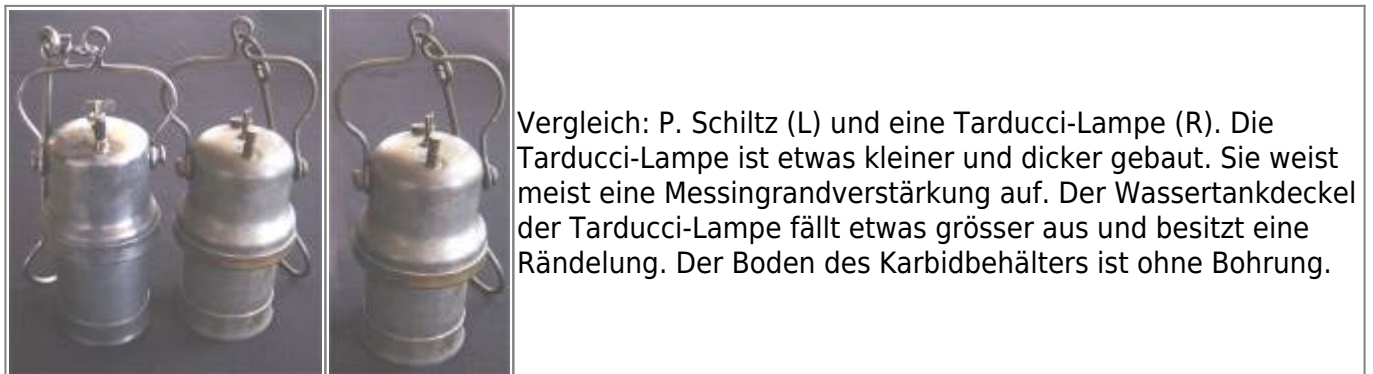 Vergleich: P. Schiltz (L) und eine Tarducci-Lampe (R). Die
Tarducci-Lampe ist etwas kleiner und dicker gebaut. Sie weist
meist eine Messingrandverstärkung auf. Der Wassertankdeckel
der Tarducci-Lampe fällt etwas grösser aus und besitzt eine
Rändelung. Der Boden des Karbidbehälters ist ohne Bohrung.